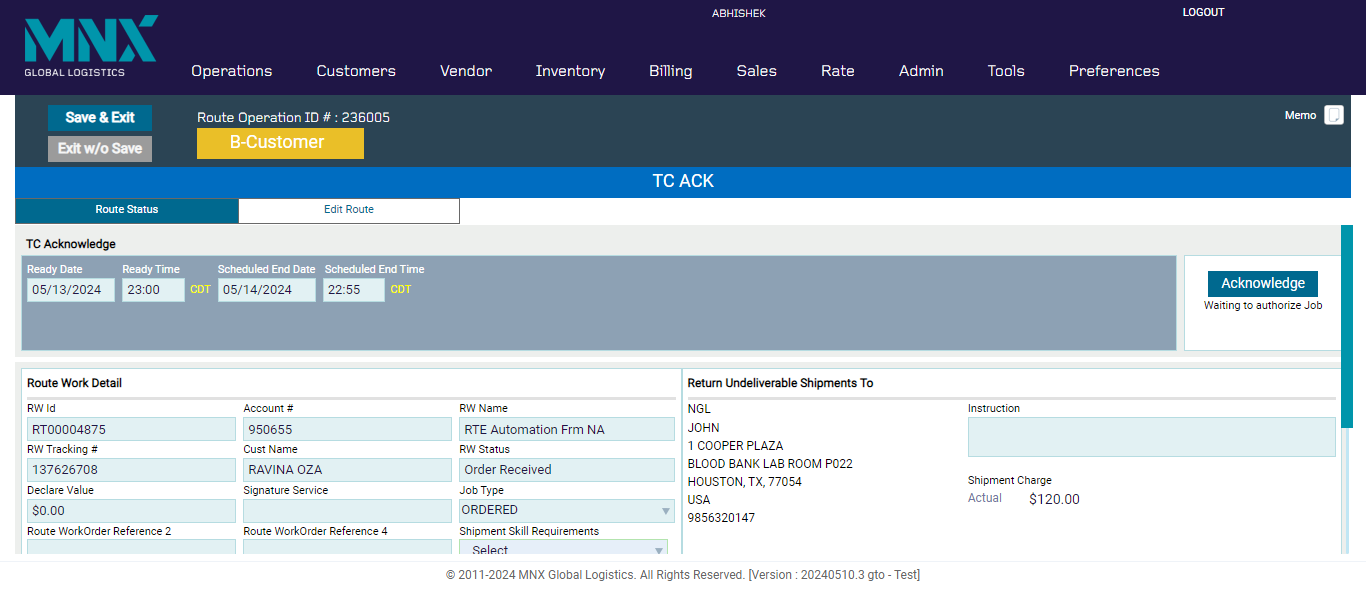 MNX
GLOBAL LOGISTICS
ABHISHEK
LOGOUT
Operations Customers Vendor Inventory Billing Sales Rate Admin Tools Preferences
Save & Exit
Exit w/o Save
Route Operation ID # : 236005
B-Customer
Memo
TC ACK
Route Status Edit Route
TC Acknowledge
Ready Date Ready Time Scheduled End Date Scheduled End Time
05/13/2024 23:00 CDT 05/14/2024 22:55 CDT
Acknowledge
Waiting to authorize Job
Route Work Detail
RW Id Account # RW Name
RT00004875 950655 RTE Automation Frm NA
RW Tracking # Cust Name RW Status
137626708 RAVINA OZA Order Received
Declare Value Signature Service Job Type
$0.00 ORDERED
Route WorkOrder Reference 2 Route WorkOrder Reference 4 Shipment Skill Requirements
Select
Return Undeliverable Shipments To
NGL
JOHN
1 COOPER PLAZA
BLOOD BANK LAB ROOM P022
HOUSTON, TX, 77054
USA
9856320147
Instruction
Shipment Charge
Actual $120.00
© 2011-2024 MNX Global Logistics. All Rights Reserved. [Version : 20240510.3 gto - Test]